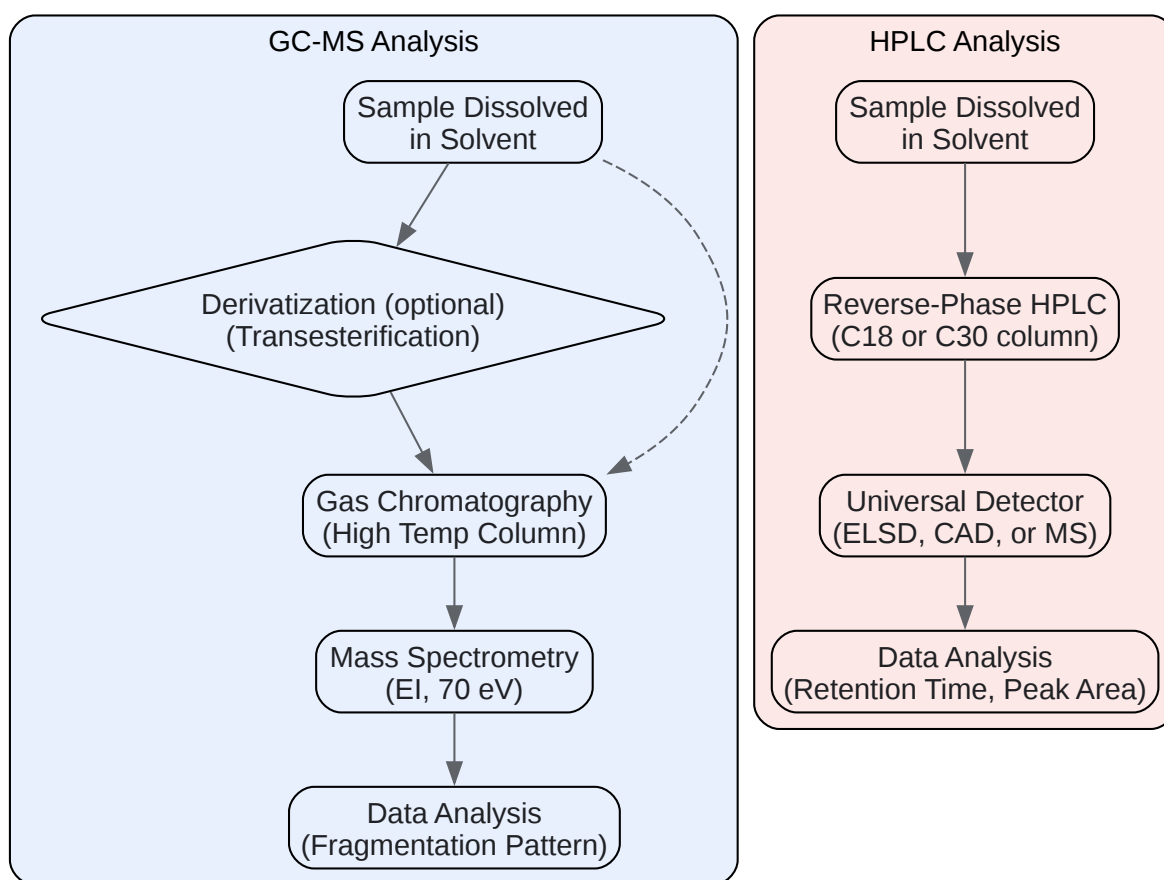 GC-MS Analysis
Sample Dissolved
in Solvent
Derivatization (optional)
(Transesterification)
Gas Chromatography
(High Temp Column)
Mass Spectrometry
(EI, 70 eV)
Data Analysis
(Fragmentation Pattern)
HPLC Analysis
Sample Dissolved
in Solvent
Reverse-Phase HPLC
(C18 or C30 column)
Universal Detector
(ELSD, CAD, or MS)
Data Analysis
(Retention Time, Peak Area)